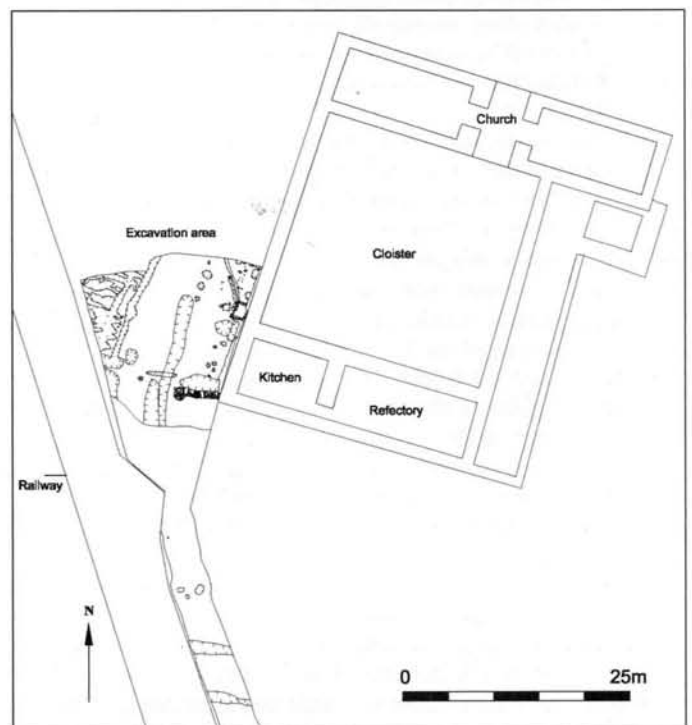 Church
Excavation area
Cloister
Kitchen
Refectory
Railway
N
0 25m